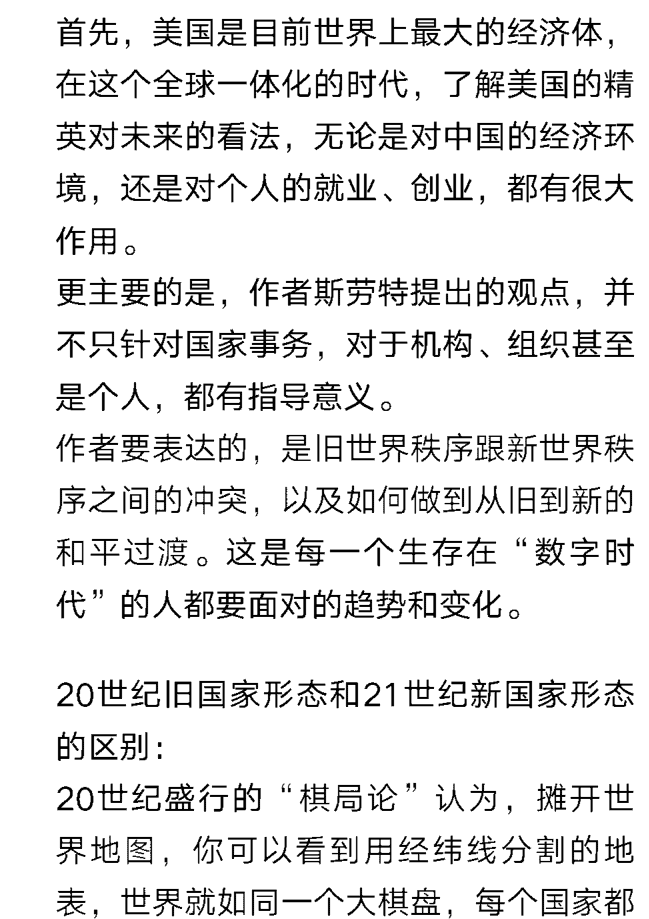 首先，美国是目前世界上最大的经济体，
在这个全球一体化的时代，了解美国的精
英对未来的看法，无论是对中国的经济环
境，还是对个人的就业、创业，都有很大
作用。
更主要的是，作者斯劳特提出的观点，并
不只针对国家事务，对于机构、组织甚至
是个人，都有指导意义。
作者要表达的，是旧世界秩序跟新世界秩
序之间的冲突，以及如何做到从旧到新的
和平过渡。这是每一个生存在“数字时
代”的人都要面对的趋势和变化。
20世纪旧国家形态和21世纪新国家形态
的区别：
20世纪盛行的“棋局论”认为，摊开世
界地图，你可以看到用经纬线分割的地
表，世界就如同一个大棋盘，每个国家都